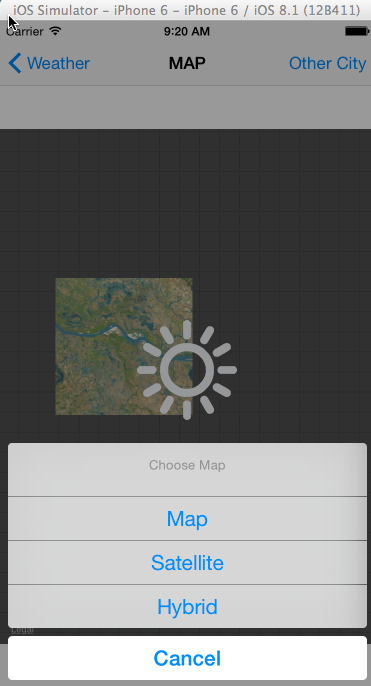 iOS Simulator – iPhone 6 – iPhone 6 / iOS 8.1 (12B411)
Carrier 9:20 AM
Weather MAP Other City
Choose Map
Map
Satellite
Hybrid
Legal
Cancel